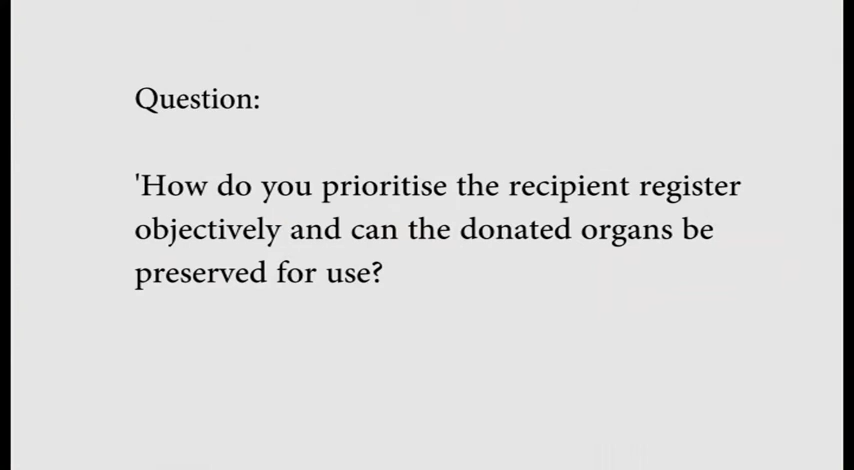 Question:
'How do you prioritise the recipient register
objectively and can the donated organs be
preserved for use?